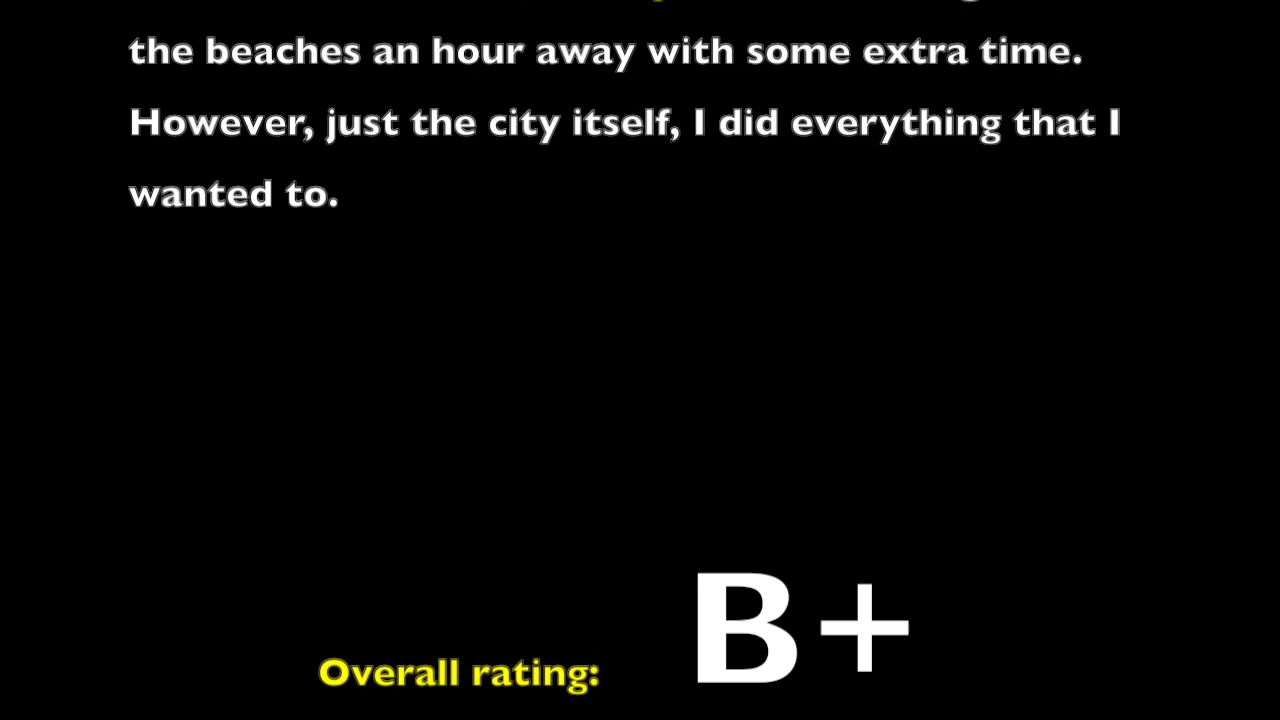 the beaches an hour away with some extra time.
However, just the city itself, I did everything that I
wanted to.
B+
Overall rating: